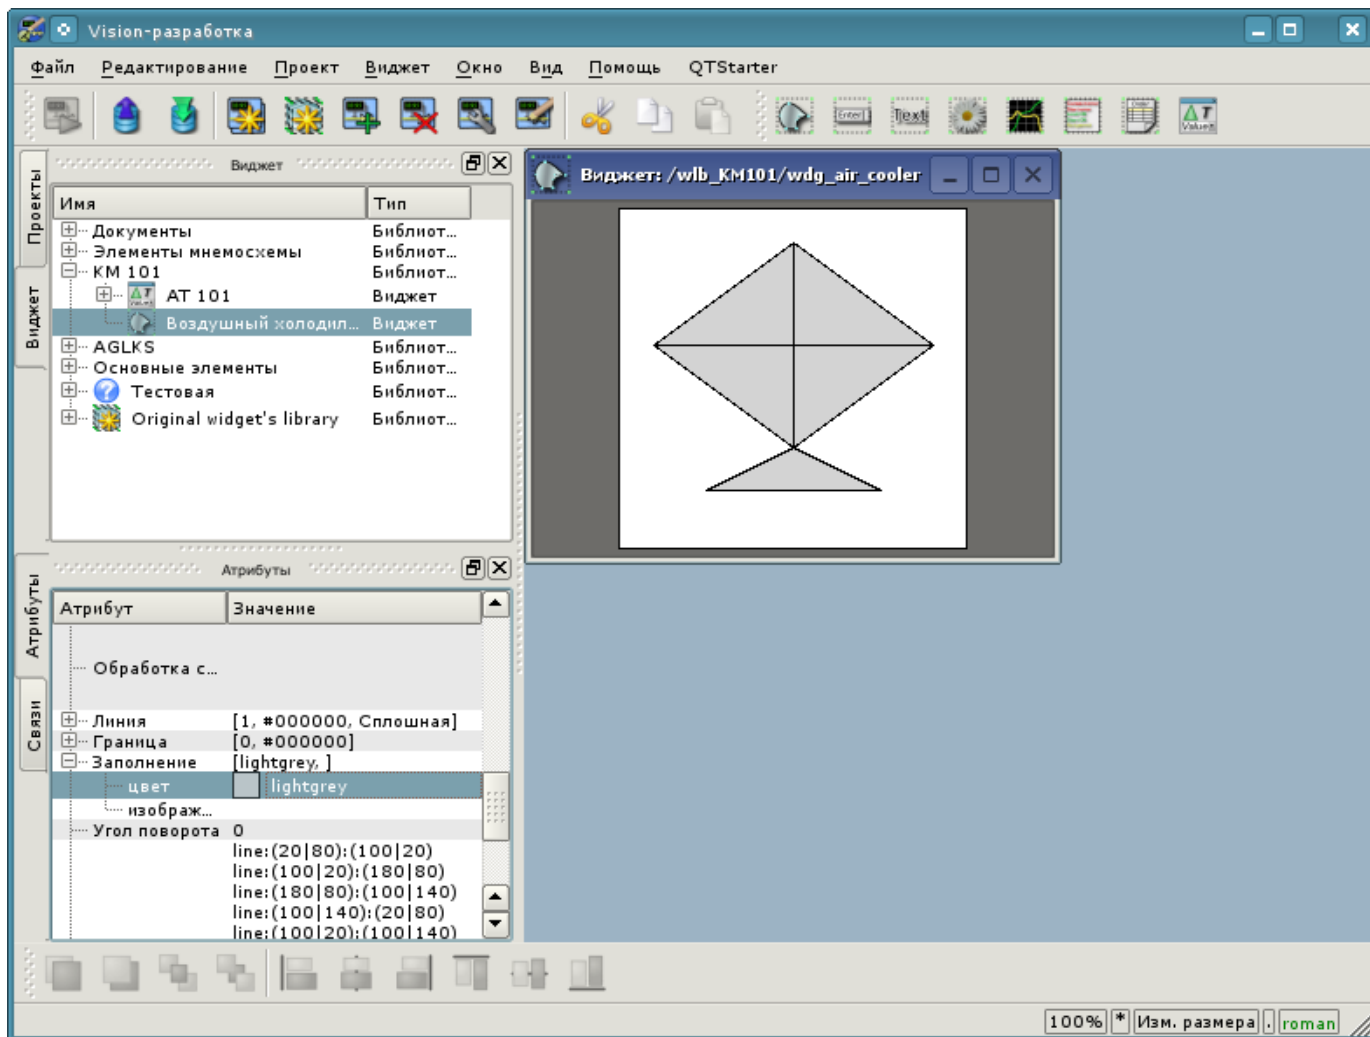 Vision-разработка
Файл Редактирование Проект Виджет Окно Вид Помощь QTStarter
Enter
Text
ΔT
Проекты
Виджет
Виджет
Имя Тип
Документы Библиот...
Элементы мнемосхемы Библиот...
КМ 101 Библиот...
АТ 101 Виджет
Воздушный холодил... Виджет
AGLKS Библиот...
Основные элементы Библиот...
Тестовая Библиот...
Original widget's library Библиот...
Виджет: /wlb_KM101/wdg_air_cooler
Атрибуты
Связи
Атрибуты
Атрибут Значение
Обработка с...
Линия [1, #000000, Сплошная]
Граница [0, #000000]
Заполнение [lightgrey, ]
цвет lightgrey
изображ...
Угол поворота 0
line:(20|80):(100|20)
line:(100|20):(180|80)
line:(180|80):(100|140)
line:(100|140):(20|80)
line:(100|20):(100|140)
100% * Изм. размера . roman